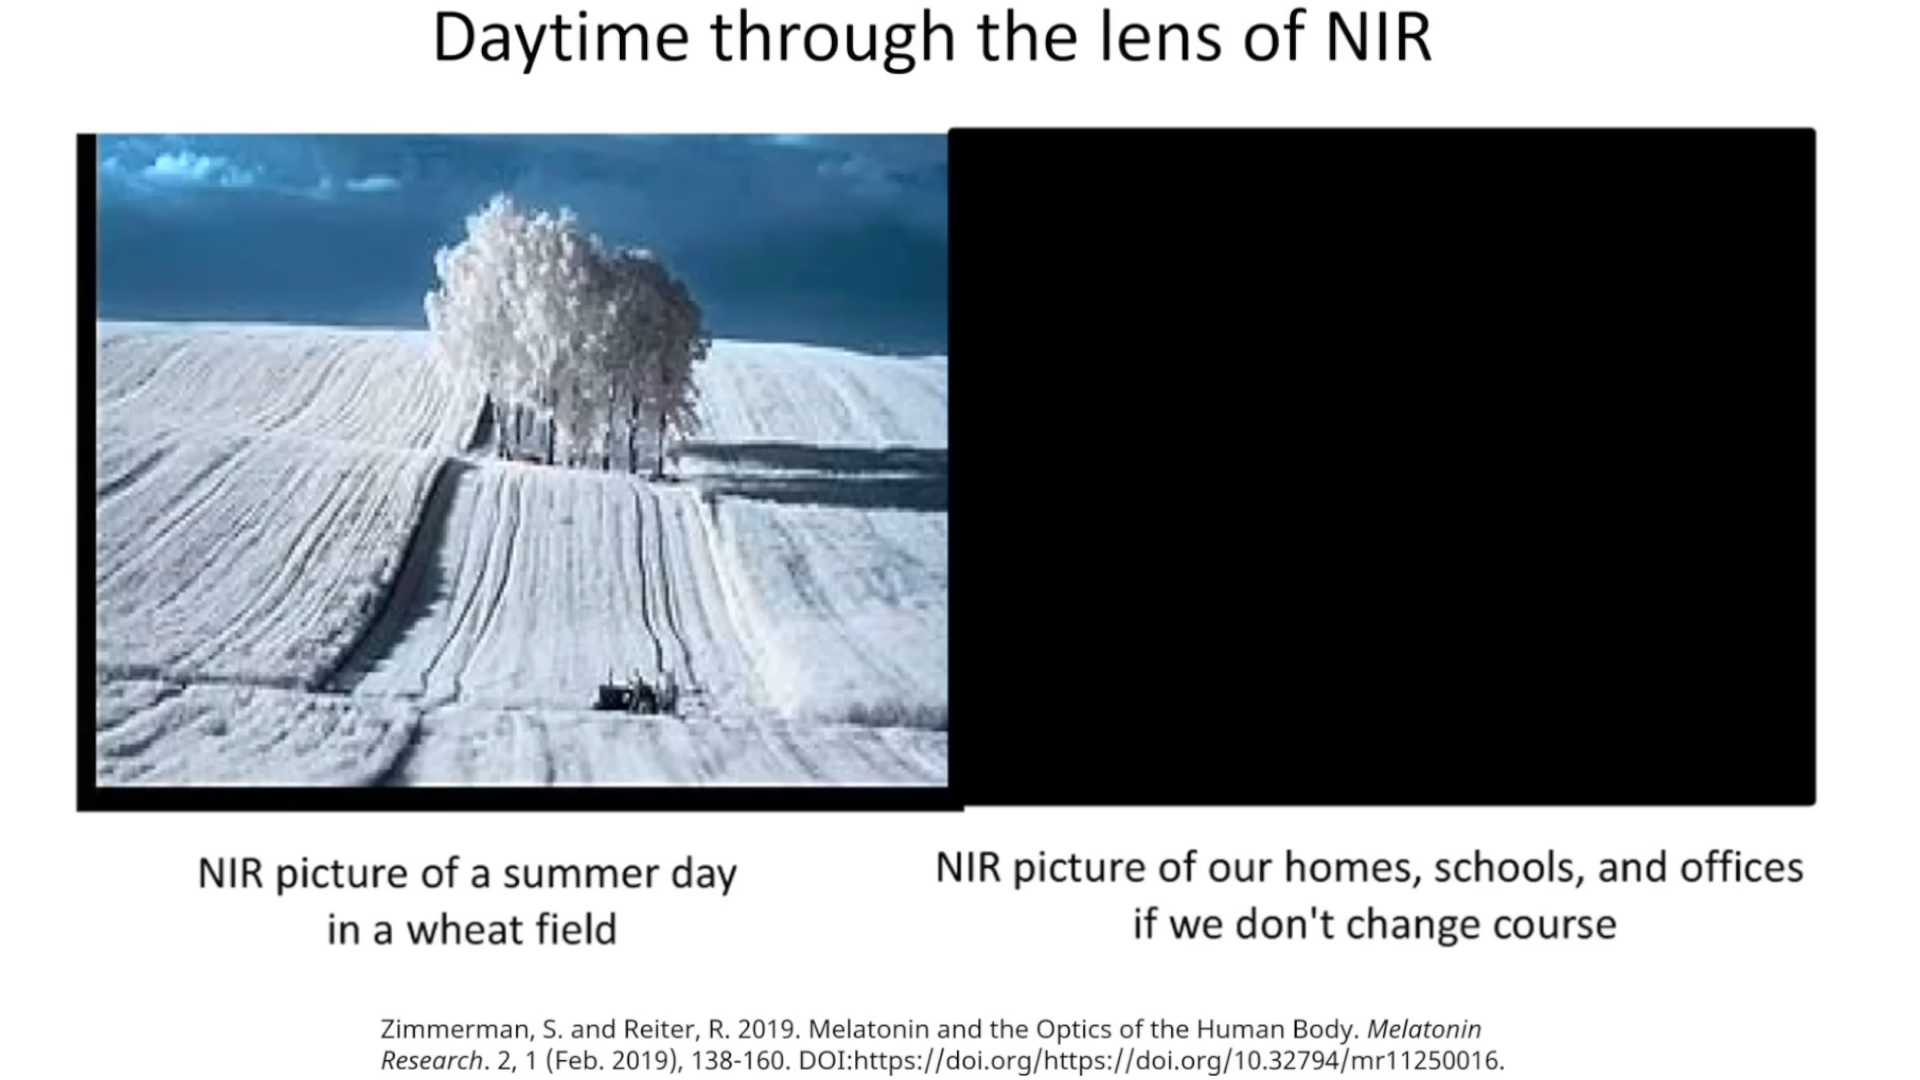 Daytime through the lens of NIR
NIR picture of a summer day
in a wheat field
NIR picture of our homes, schools, and offices
if we don't change course
Zimmerman, S. and Reiter, R. 2019. Melatonin and the Optics of the Human Body. Melatonin
Research. 2, 1 (Feb. 2019), 138-160. DOI:https://doi.org/https://doi.org/10.32794/mr11250016.